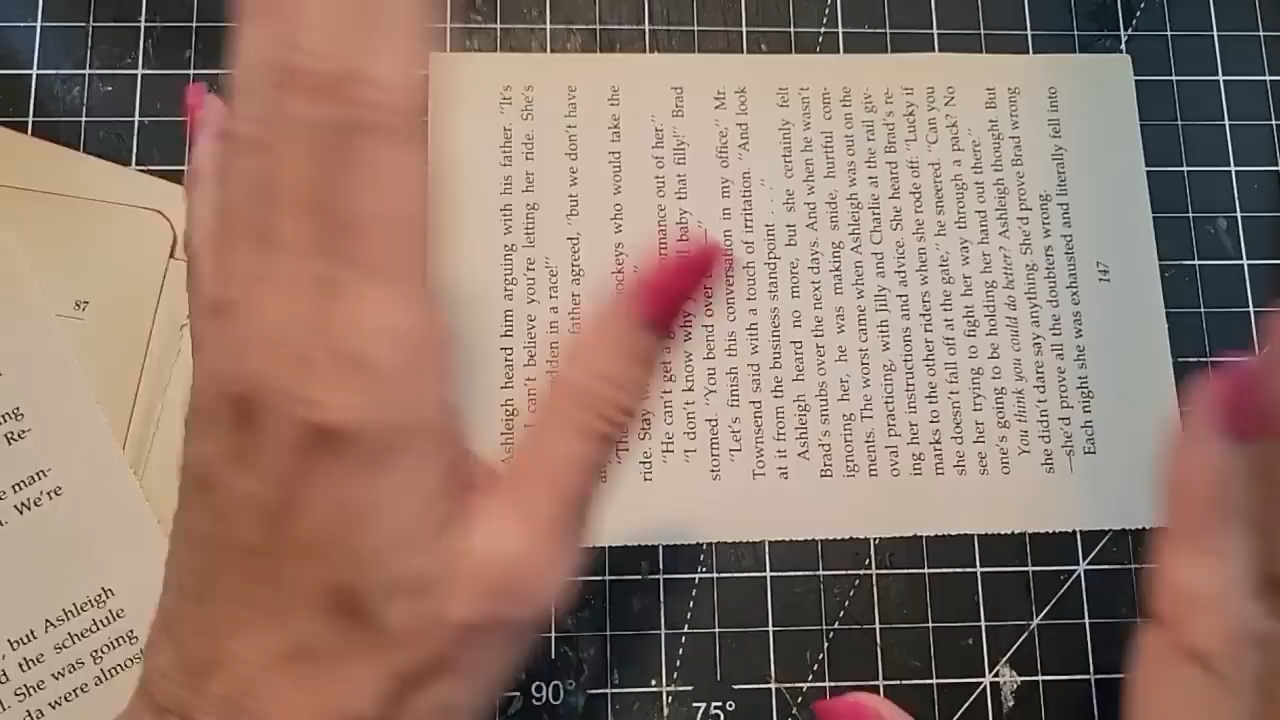 Ashleigh heard him arguing with his father. "It's
I can't believe you're letting her ride. She's
in a race!"
father agreed, "but we don't have
jockeys who would take the
ride. Stay
"He can't get a out of her."
"I don't know why baby that filly!" Brad
stormed. "You bend over
"Let's finish this conversation in my office," Mr.
Townsend said with a touch of irritation. "And look
at it from the business standpoint . . ."
Ashleigh heard no more, but she certainly felt
Brad's snubs over the next days. And when he wasn't
ignoring her, he was making snide, hurtful com-
ments. The worst came when Ashleigh was out on the
oval practicing, with Jilly and Charlie at the rail giv-
ing her instructions and advice. She heard Brad's re-
marks to the other riders when she rode off: "Lucky if
she doesn't fall off at the gate," he sneered. "Can you
see her trying to fight her way through a pack? No
one's going to be holding her hand out there."
You think you could do better? Ashleigh thought. But
she didn't dare say anything. She'd prove Brad wrong
—she'd prove all the doubters wrong.
Each night she was exhausted and literally fell into
147
87
ng
Re-
e man-
. We're
, but Ashleigh
d the schedule
l. She was going
da were almost
90°
75°